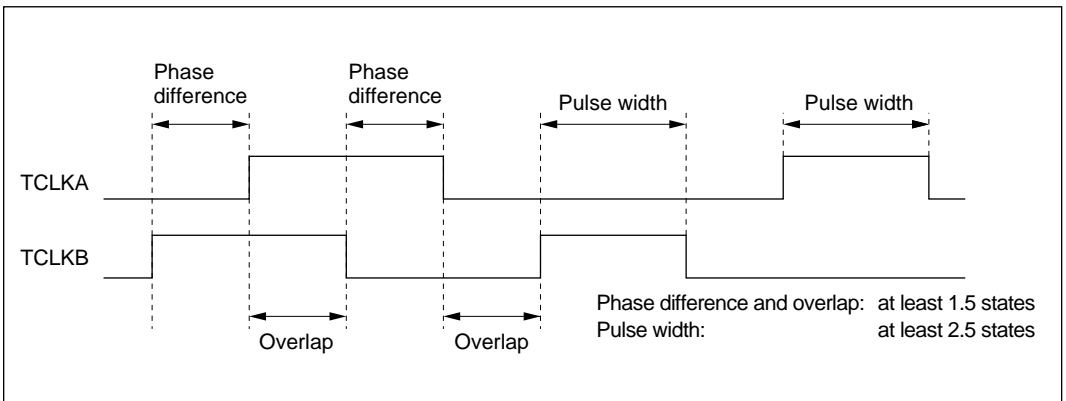 Phase
difference
Phase
difference
Pulse width
Pulse width
TCLKA
TCLKB
Overlap
Overlap
Phase difference and overlap: at least 1.5 states
Pulse width: at least 2.5 states